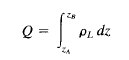 Q = ∫_{z_A}^{z_B} ρ_L dz